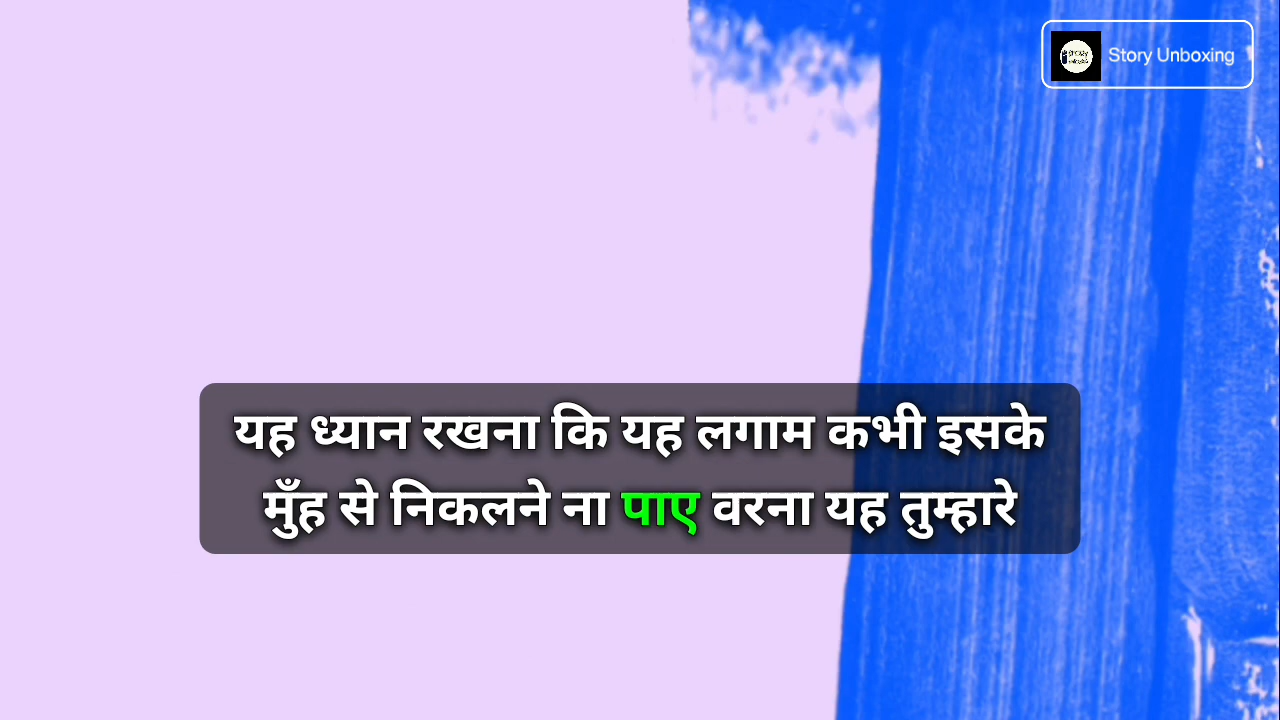 Story Unboxing
यह ध्यान रखना कि यह लगाम कभी इसके
मुँह से निकलने ना पाए वरना यह तुम्हारे